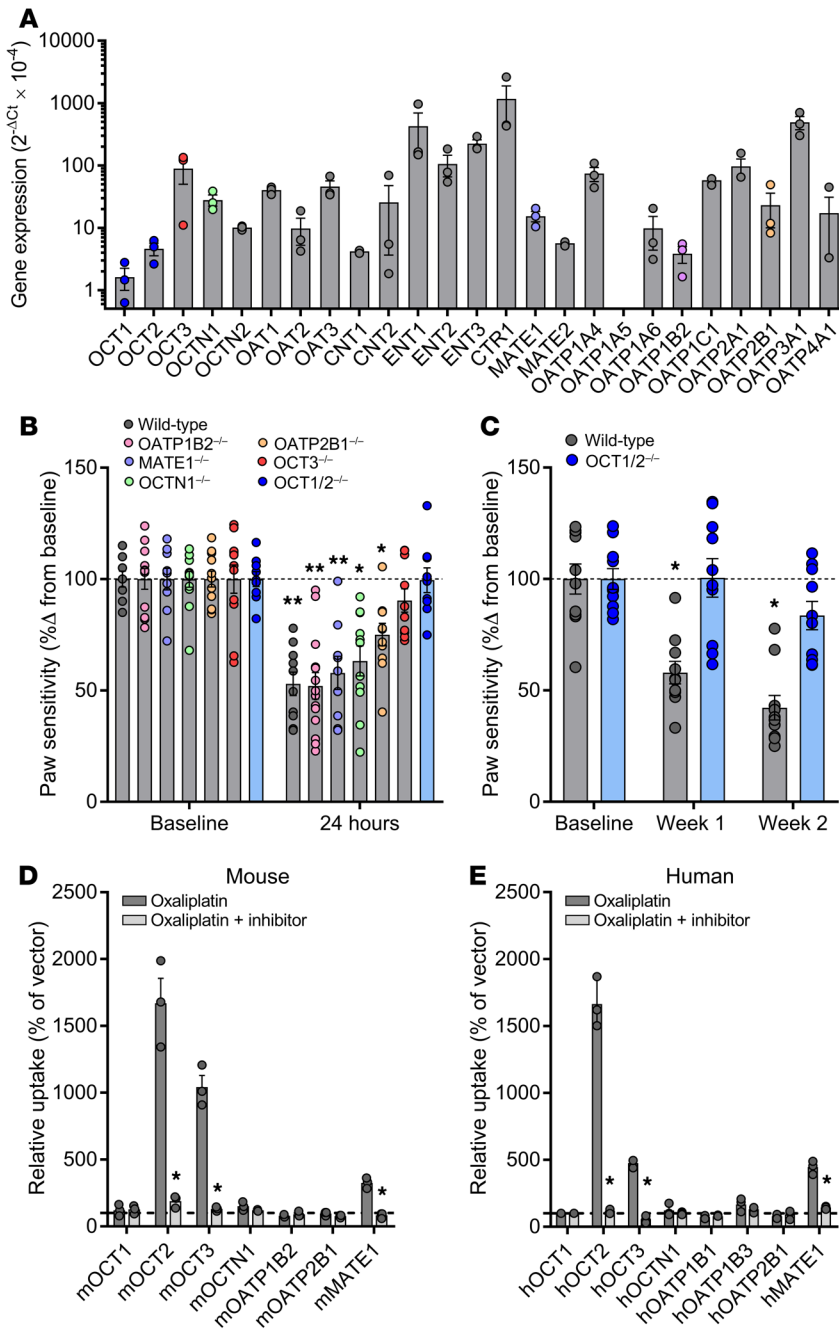 A
Gene expression (2-ΔCt × 10-4)
10000
1000
100
10
1
OCT1
OCT2
OCT3
OCTN1
OCTN2
OAT1
OAT2
OAT3
CNT1
CNT2
ENT1
ENT2
ENT3
CTR1
MATE1
MATE2
OATP1A4
OATP1A5
OATP1A6
OATP1B2
OATP1C1
OATP2A1
OATP2B1
OATP3A1
OATP4A1
B
Wild-type
OATP1B2–/–
OATP2B1–/–
MATE1–/–
OCT3–/–
OCTN1–/–
OCT1/2–/–
Paw sensitivity (%Δ from baseline)
150
100
50
0
** ** ** * *
Baseline
24 hours
C
Wild-type
OCT1/2–/–
Paw sensitivity (%Δ from baseline)
150
100
50
0
* *
Baseline
Week 1
Week 2
D
Mouse
Oxaliplatin
Oxaliplatin + inhibitor
Relative uptake (% of vector)
2500
2000
1500
1000
500
0
* * *
mOCT1
mOCT2
mOCT3
mOCTN1
mOATP1B2
mOATP2B1
mMATE1
E
Human
Oxaliplatin
Oxaliplatin + inhibitor
Relative uptake (% of vector)
2500
2000
1500
1000
500
0
* * *
hOCT1
hOCT2
hOCT3
hOCTN1
hOATP1B1
hOATP1B3
hOATP2B1
hMATE1